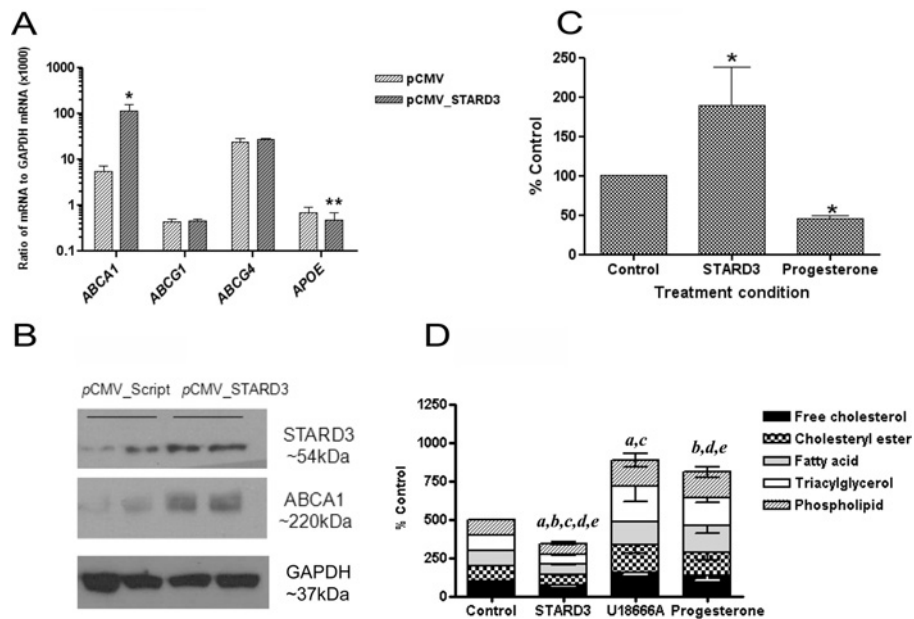 A
Ratio of mRNA to GAPDH mRNA (x1000)
1000
100
10
1
0.1
*
**
ABCA1
ABCG1
ABCG4
APOE
pCMV
pCMV_STARD3
C
% Control
250
200
150
100
50
0
*
*
Control
STARD3
Progesterone
Treatment condition
B
pCMV_Script
pCMV_STARD3
STARD3
~54kDa
ABCA1
~220kDa
GAPDH
~37kDa
D
% Control
1250
1000
750
500
250
0
a,b,c,d,e
a,c
b,d,e
Control
STARD3
U18666A
Progesterone
Free cholesterol
Cholesteryl ester
Fatty acid
Triacylglycerol
Phospholipid